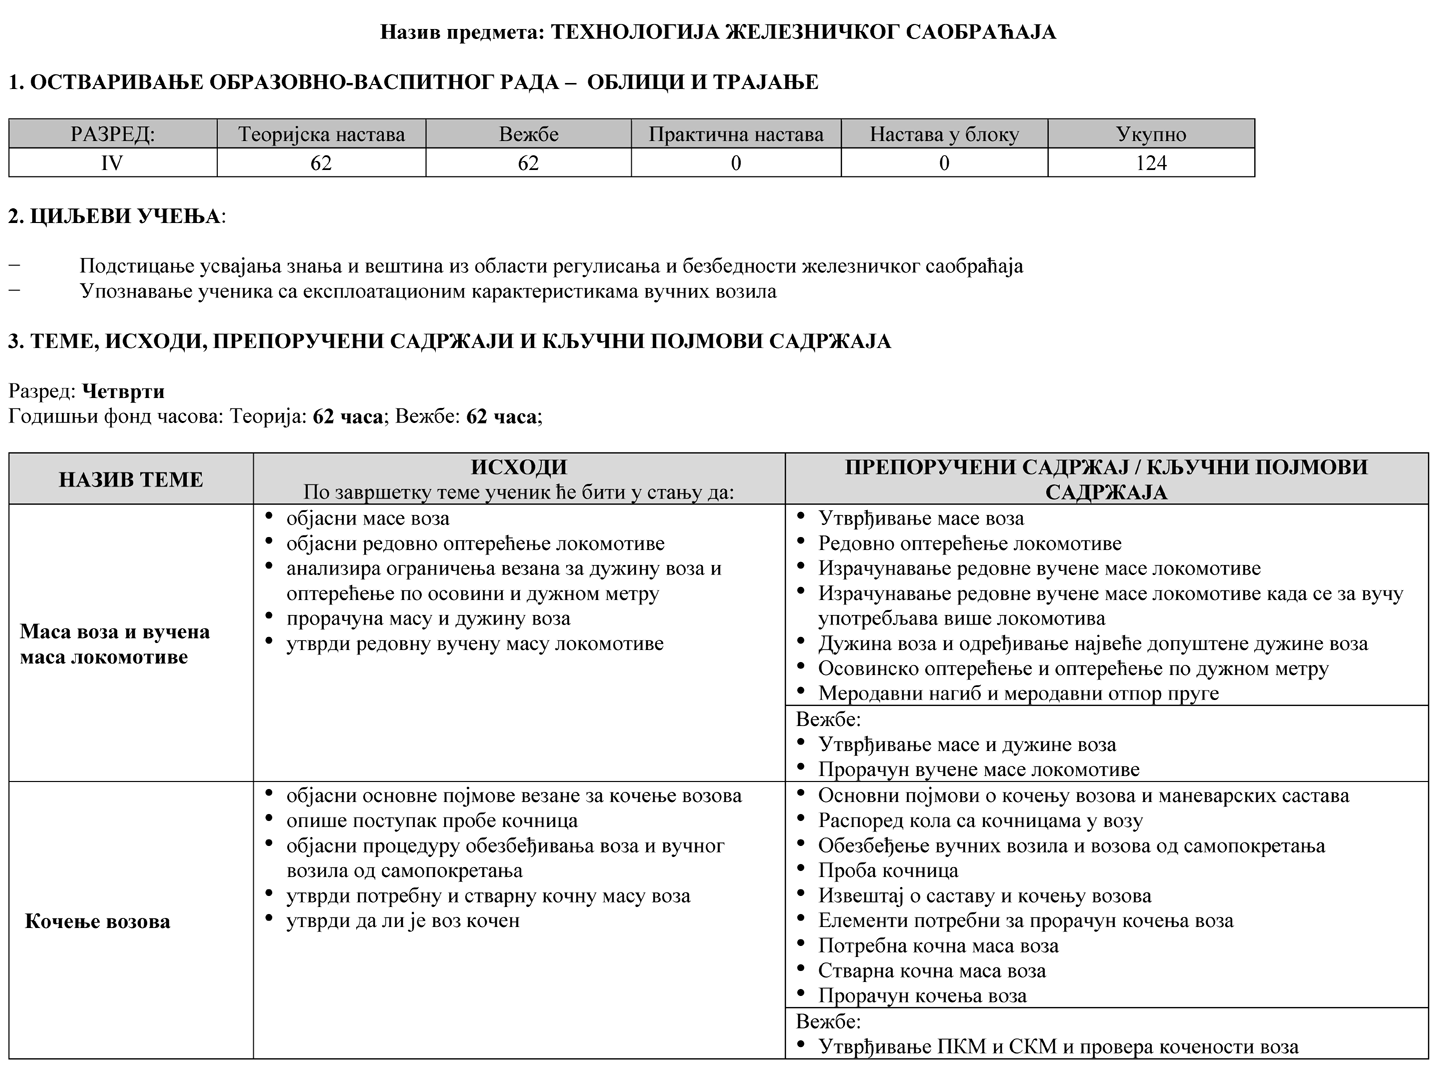 Назив предмета: ТЕХНОЛОГИЈА ЖЕЛЕЗНИЧКОГ САОБРАЋАЈА
1. ОСТВАРИВАЊЕ ОБРАЗОВНО-ВАСПИТНОГ РАДА – ОБЛИЦИ И ТРАЈАЊЕ
РАЗРЕД: Теоријска настава Вежбе Практична настава Настава у блоку Укупно
IV 62 62 0 0 124
2. ЦИЉЕВИ УЧЕЊА:
– Подстицање усвајања знања и вештина из области регулисања и безбедности железничког саобраћаја
– Упознавање ученика са експлоатационим карактеристикама вучних возила
3. ТЕМЕ, ИСХОДИ, ПРЕПОРУЧЕНИ САДРЖАЈИ И КЉУЧНИ ПОЈМОВИ САДРЖАЈА
Разред: Четврти
Годишњи фонд часова: Теорија: 62 часа; Вежбе: 62 часа;
НАЗИВ ТЕМЕ
ИСХОДИ
По завршетку теме ученик ће бити у стању да:
ПРЕПОРУЧЕНИ САДРЖАЈ / КЉУЧНИ ПОЈМОВИ
САДРЖАЈА
Маса воза и вучена
маса локомотиве
• објасни масе воза
• објасни редовно оптерећење локомотиве
• анализира ограничења везана за дужину воза и
оптерећење по осовини и дужном метру
• прорачуна масу и дужину воза
• утврди редовну вучену масу локомотиве
• Утврђивање масе воза
• Редовно оптерећење локомотиве
• Израчунавање редовне вучене масе локомотиве
• Израчунавање редовне вучене масе локомотиве када се за вучу
употребљава више локомотива
• Дужина воза и одређивање највеће допуштене дужине воза
• Осовинско оптерећење и оптерећење по дужном метру
• Меродавни нагиб и меродавни отпор пруге
Вежбе:
• Утврђивање масе и дужине воза
• Прорачун вучене масе локомотиве
Кочење возова
• објасни основне појмове везане за кочење возова
• опише поступак пробе кочница
• објасни процедуру обезбеђивања воза и вучног
возила од самопокретања
• утврди потребну и стварну кочну масу воза
• утврди да ли је воз кочен
• Основни појмови о кочењу возова и маневарских састава
• Распоред кола са кочницама у возу
• Обезбеђење вучних возила и возова од самопокретања
• Проба кочница
• Извештај о саставу и кочењу возова
• Елементи потребни за прорачун кочења воза
• Потребна кочна маса воза
• Стварна кочна маса воза
• Прорачун кочења воза
Вежбе:
• Утврђивање ПКМ и СКМ и провера кочености воза